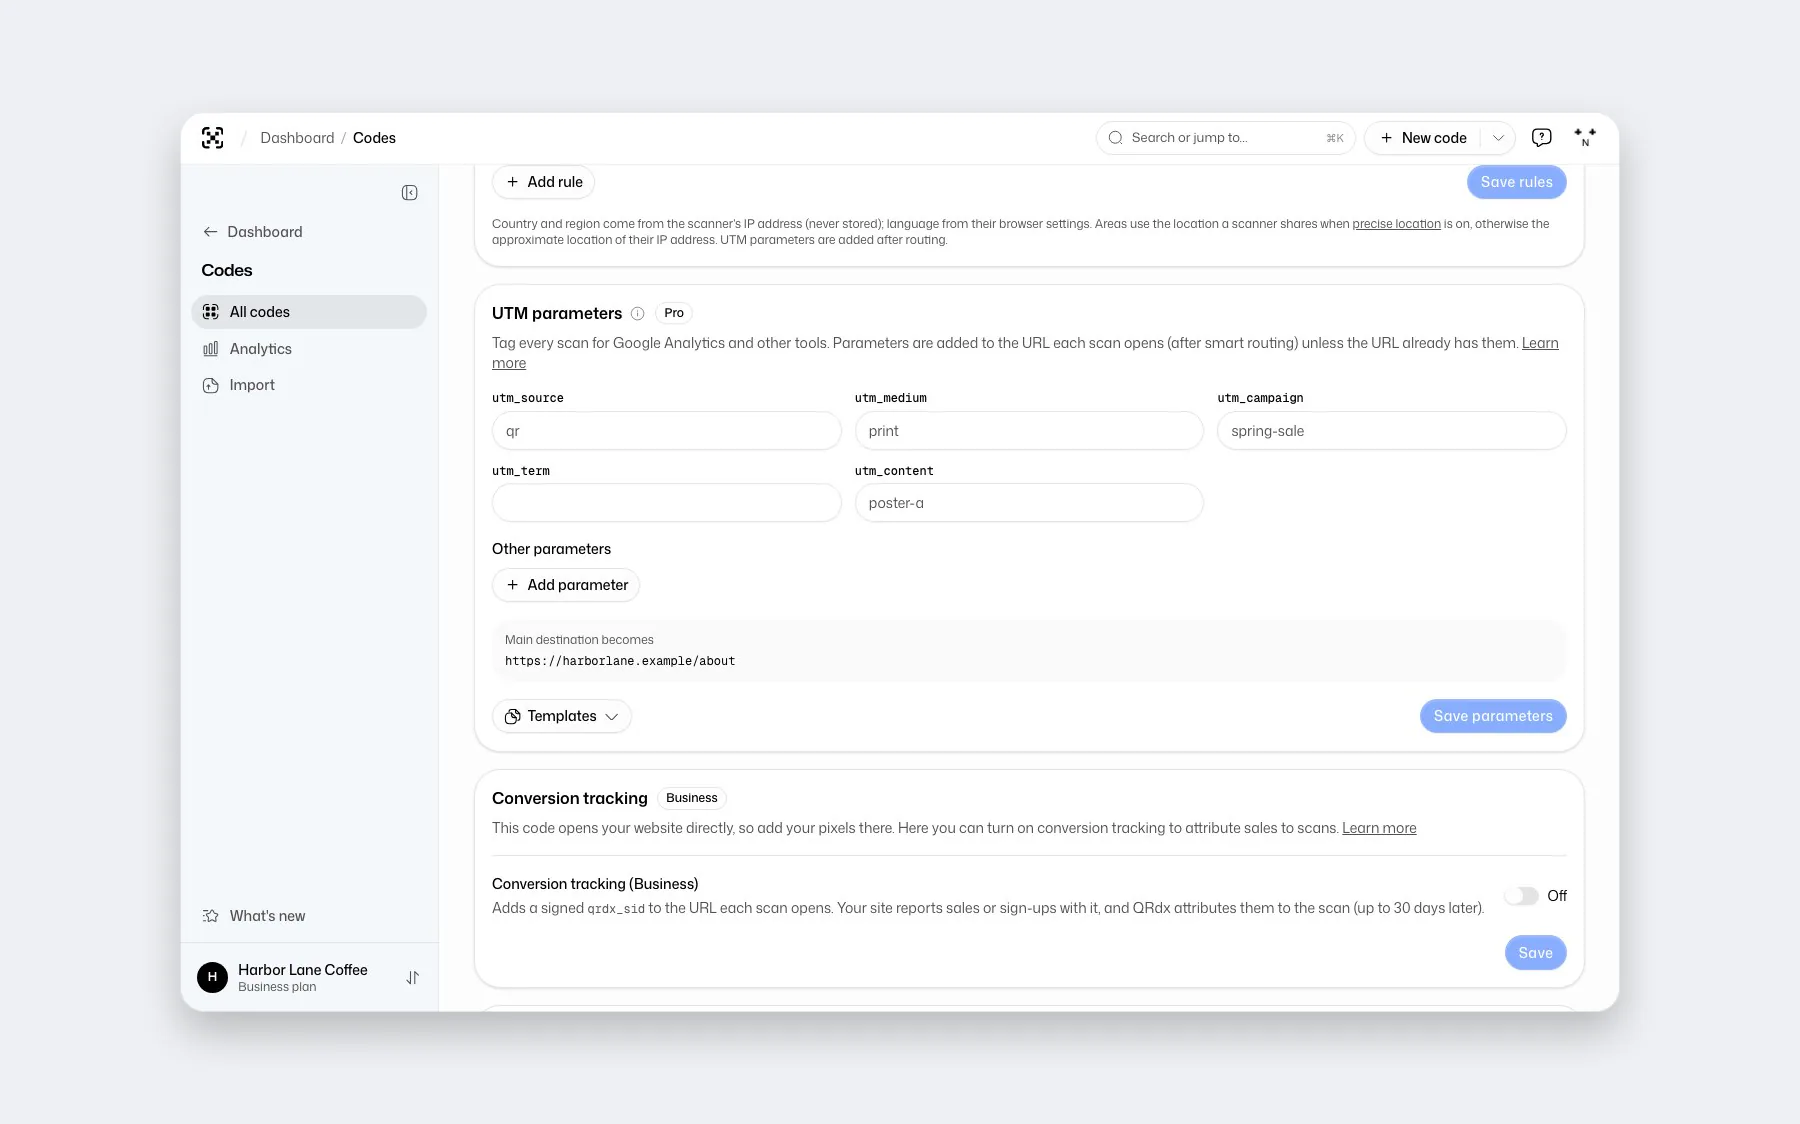 Dashboard / Codes
Search or jump to...
⌘K
New code
N
Dashboard
Codes
All codes
Analytics
Import
What's new
H
Harbor Lane Coffee
Business plan
Add rule
Save rules
Country and region come from the scanner's IP address (never stored); language from their browser settings. Areas use the location a scanner shares when precise location is on, otherwise the
approximate location of their IP address. UTM parameters are added after routing.
UTM parameters
Pro
Tag every scan for Google Analytics and other tools. Parameters are added to the URL each scan opens (after smart routing) unless the URL already has them. Learn
more
utm_source
utm_medium
utm_campaign
qr
print
spring-sale
utm_term
utm_content
poster-a
Other parameters
Add parameter
Main destination becomes
https://harborlane.example/about
Templates
Save parameters
Conversion tracking
Business
This code opens your website directly, so add your pixels there. Here you can turn on conversion tracking to attribute sales to scans. Learn more
Conversion tracking (Business)
Adds a signed qrdx_sid to the URL each scan opens. Your site reports sales or sign-ups with it, and QRdx attributes them to the scan (up to 30 days later).
Off
Save